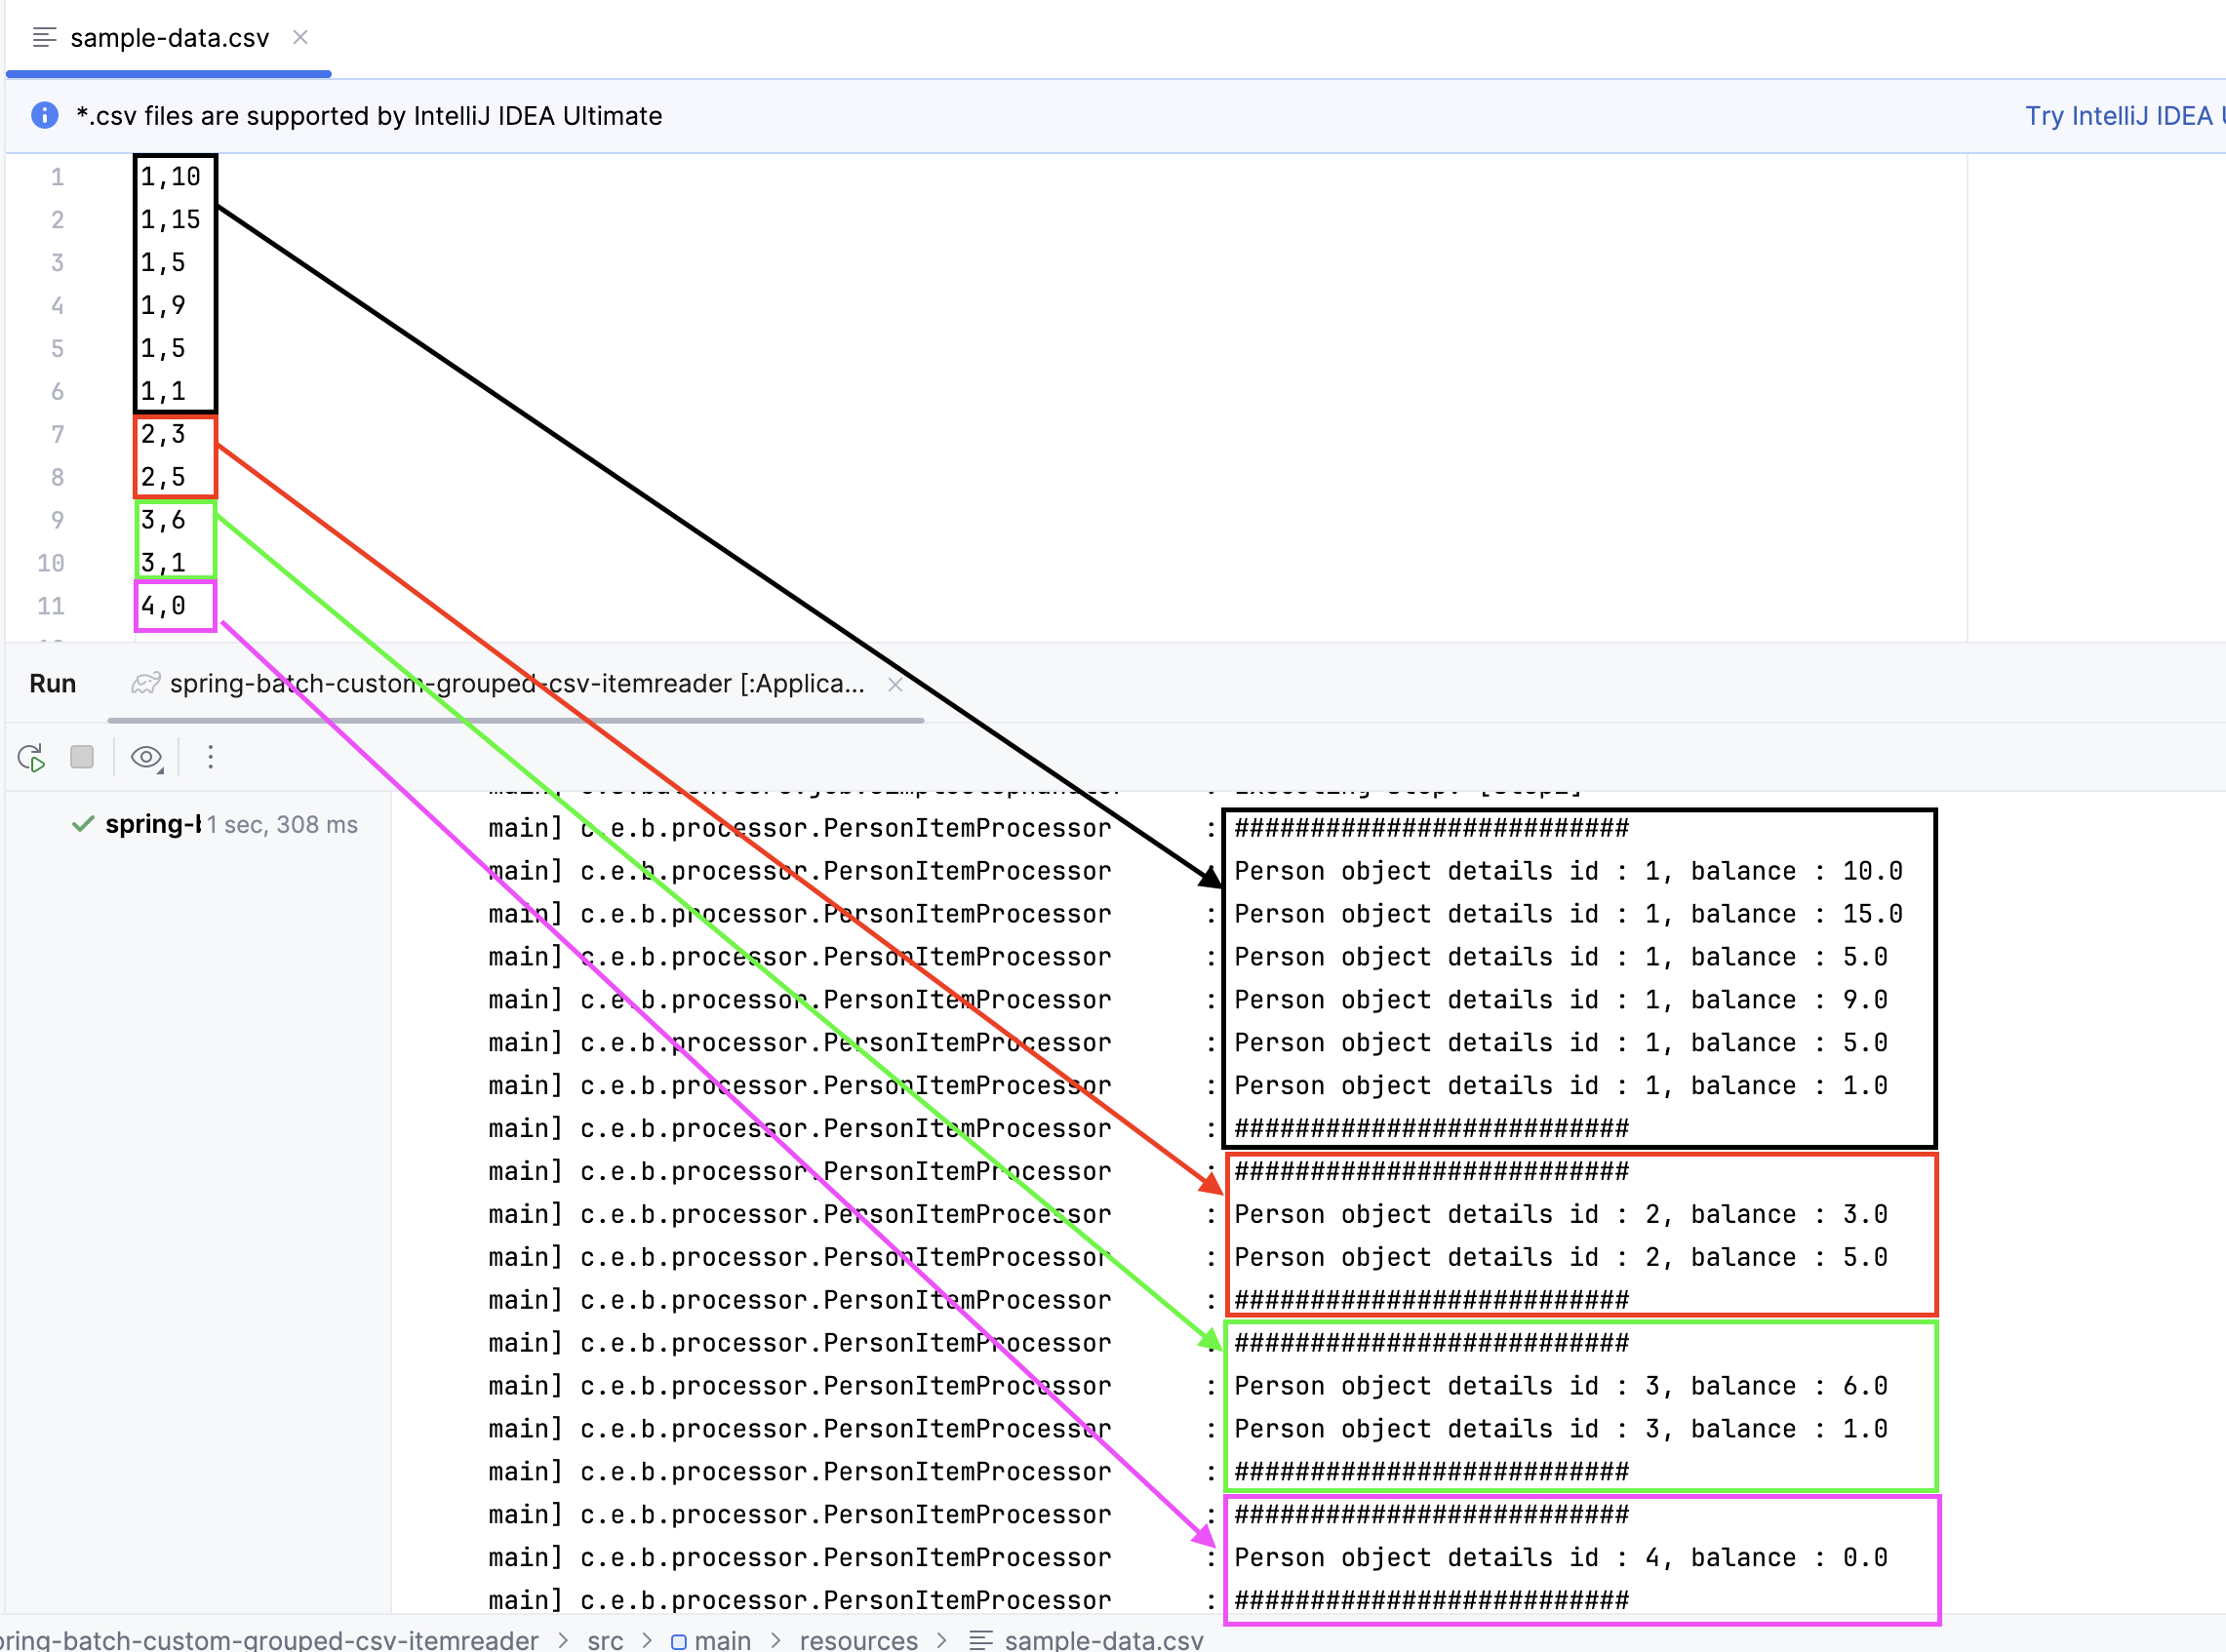 sample-data.csv
*.csv files are supported by IntelliJ IDEA Ultimate
Try IntelliJ IDEA
1 1,10
2 1,15
3 1,5
4 1,9
5 1,5
6 1,1
7 2,3
8 2,5
9 3,6
10 3,1
11 4,0
Run spring-batch-custom-grouped-csv-itemreader [:Applica...
spring- 1 sec, 308 ms
main] c.e.b.processor.PersonItemProcessor : ##########################
main] c.e.b.processor.PersonItemProcessor : Person object details id : 1, balance : 10.0
main] c.e.b.processor.PersonItemProcessor : Person object details id : 1, balance : 15.0
main] c.e.b.processor.PersonItemProcessor : Person object details id : 1, balance : 5.0
main] c.e.b.processor.PersonItemProcessor : Person object details id : 1, balance : 9.0
main] c.e.b.processor.PersonItemProcessor : Person object details id : 1, balance : 5.0
main] c.e.b.processor.PersonItemProcessor : Person object details id : 1, balance : 1.0
main] c.e.b.processor.PersonItemProcessor : ##########################
main] c.e.b.processor.PersonItemProcessor : ##########################
main] c.e.b.processor.PersonItemProcessor : Person object details id : 2, balance : 3.0
main] c.e.b.processor.PersonItemProcessor : Person object details id : 2, balance : 5.0
main] c.e.b.processor.PersonItemProcessor : ##########################
main] c.e.b.processor.PersonItemProcessor : ##########################
main] c.e.b.processor.PersonItemProcessor : Person object details id : 3, balance : 6.0
main] c.e.b.processor.PersonItemProcessor : Person object details id : 3, balance : 1.0
main] c.e.b.processor.PersonItemProcessor : ##########################
main] c.e.b.processor.PersonItemProcessor : ##########################
main] c.e.b.processor.PersonItemProcessor : Person object details id : 4, balance : 0.0
main] c.e.b.processor.PersonItemProcessor : ##########################
pring-batch-custom-grouped-csv-itemreader > src > main > resources > sample-data.csv